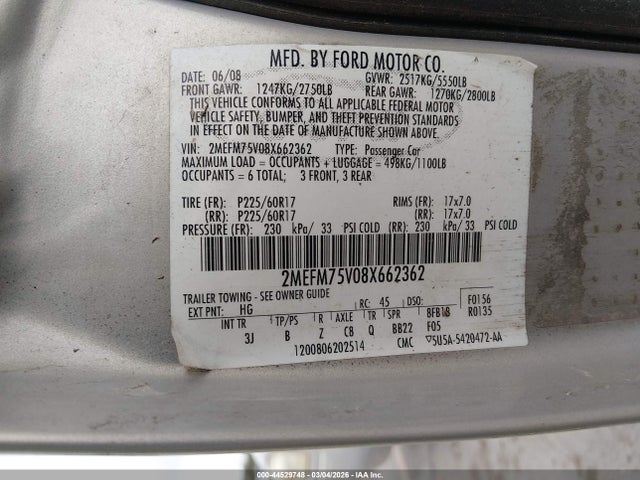 MFD. BY FORD MOTOR CO.
06/08 GVWR: 2517KG/5550LB
FRONT GAWR: 1247KG/2750LB REAR GAWR: 1270KG/2800LB
THIS VEHICLE CONFORMS TO ALL APPLICABLE FEDERAL MOTOR
VEHICLE SAFETY, BUMPER, AND THEFT PREVENTION STANDARDS
IN EFFECT ON THE DATE OF MANUFACTURE SHOWN ABOVE.
VIN: 2MEFM75V08X662362 TYPE: Passenger Car
MAXIMUM LOAD = OCCUPANTS + LUGGAGE = 498KG/1100LB
OCCUPANTS = 6 TOTAL; 3 FRONT, 3 REAR
TIRE (FR): P225/60R17 RIMS (FR): 17x7.0
(RR): P225/60R17 (RR): 17x7.0
PRESSURE (FR): 230 kPa/ 33 PSI COLD (RR): 230 kPa/ 33 PSI COLD
2MEFM75V08X662362
TRAILER TOWING - SEE OWNER GUIDE
EXT PNT: HG RC: 45 DSO: F0156
INT TR TP/PS R AXLE TR SPR BFB18 R0135
3J B Z CB Q BB22 F05
1200806202514 CMC 5U5A-5420472-AA
000-44529748 - 03/04/2026 - IAAI.COM